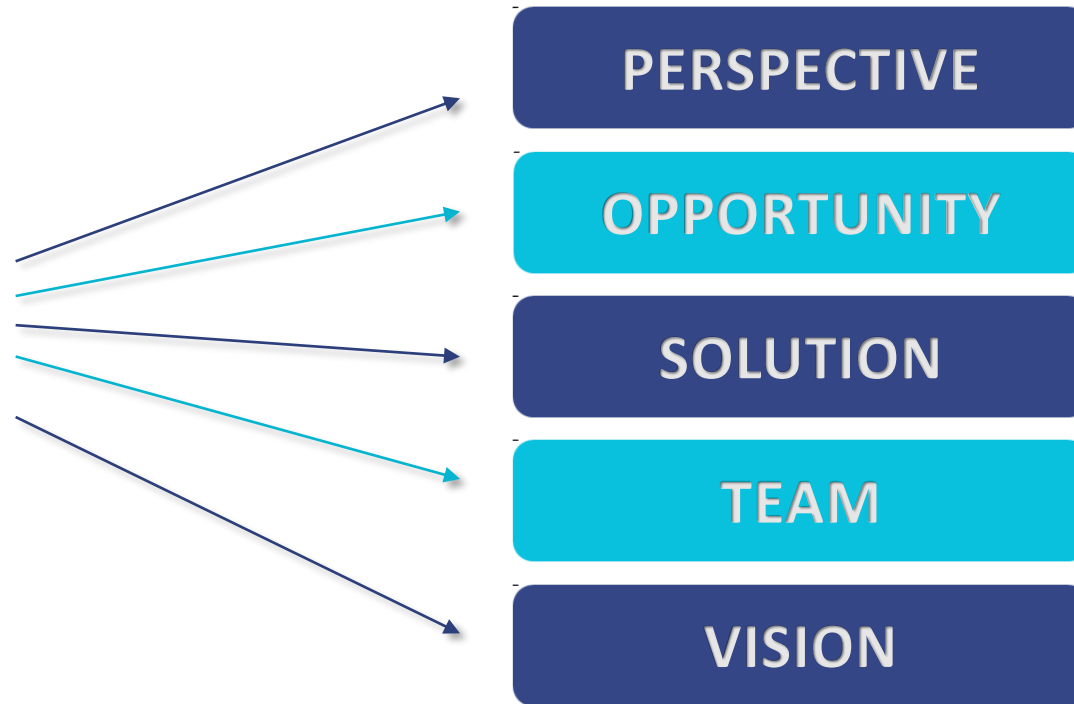 PERSPECTIVE
OPPORTUNITY
SOLUTION
TEAM
VISION